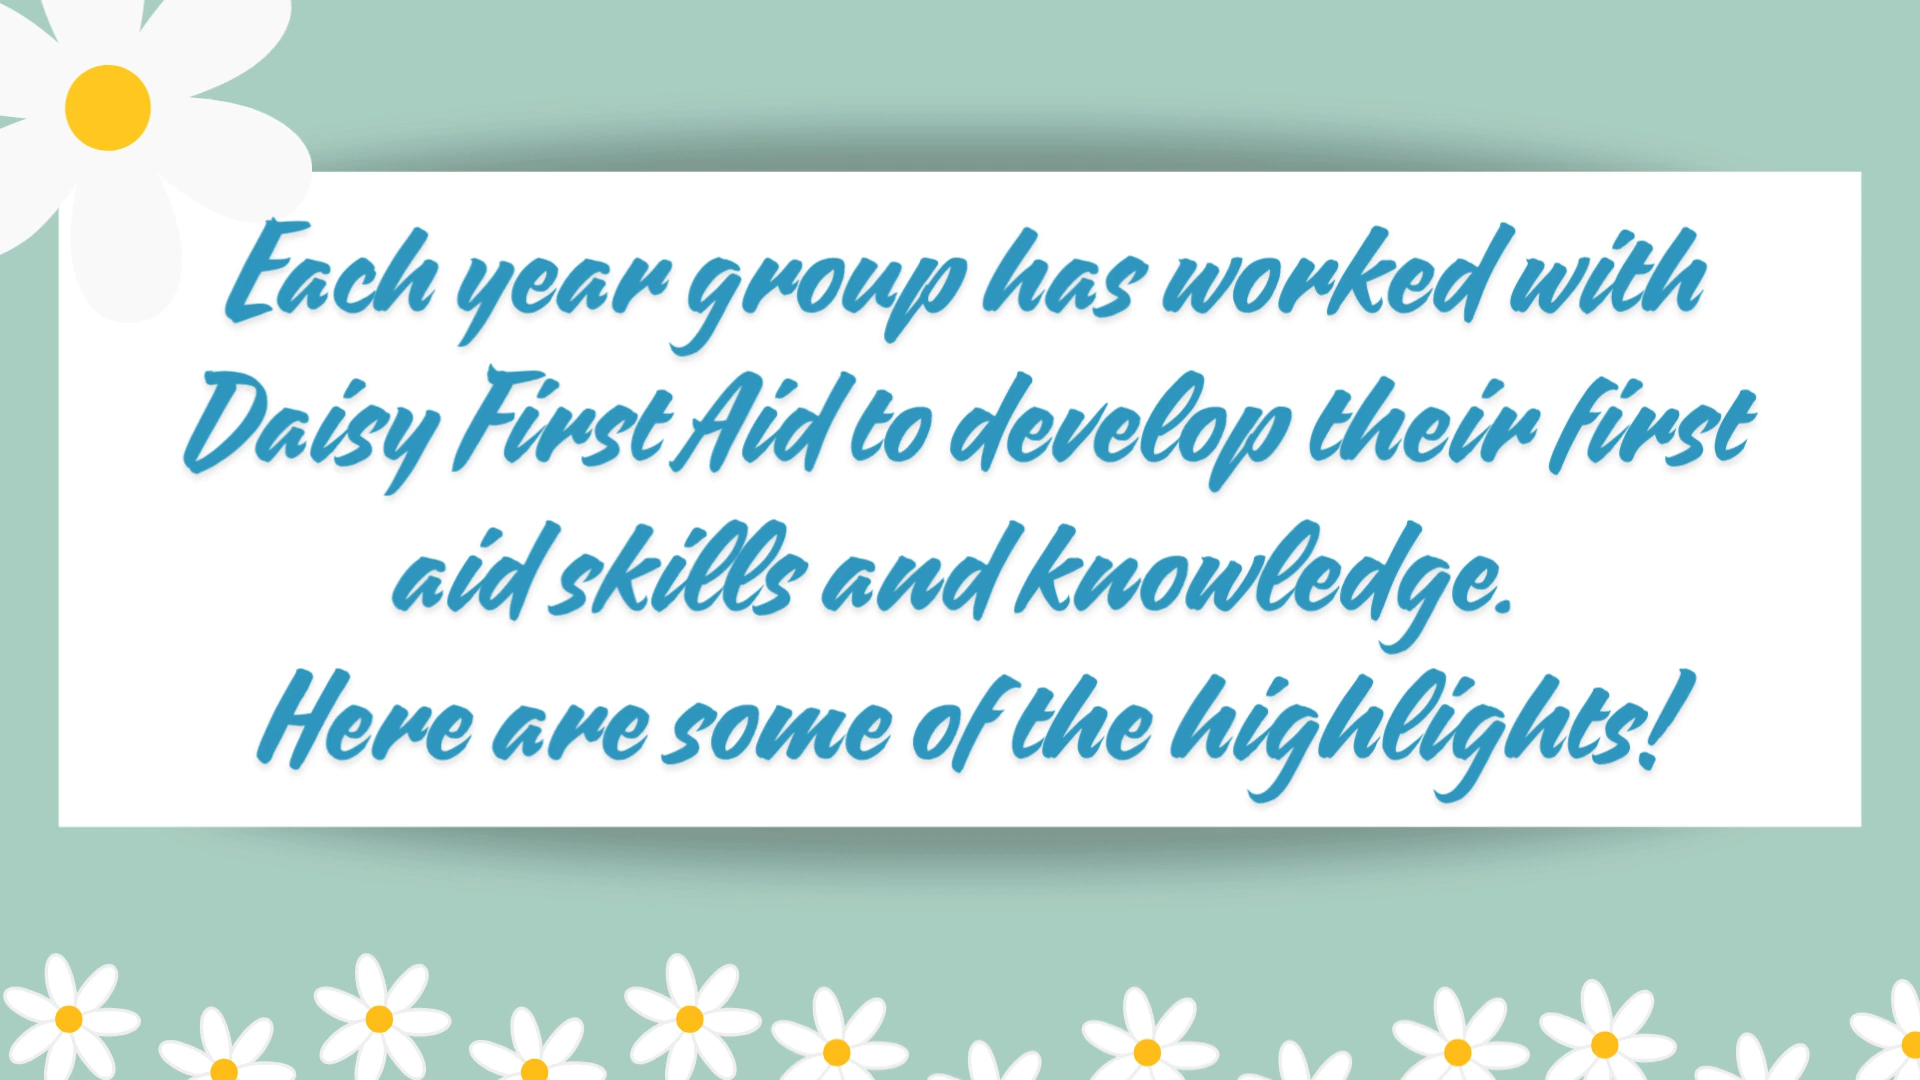 Each year group has worked with
Daisy First Aid to develop their first
aid skills and knowledge.
Here are some of the highlights!